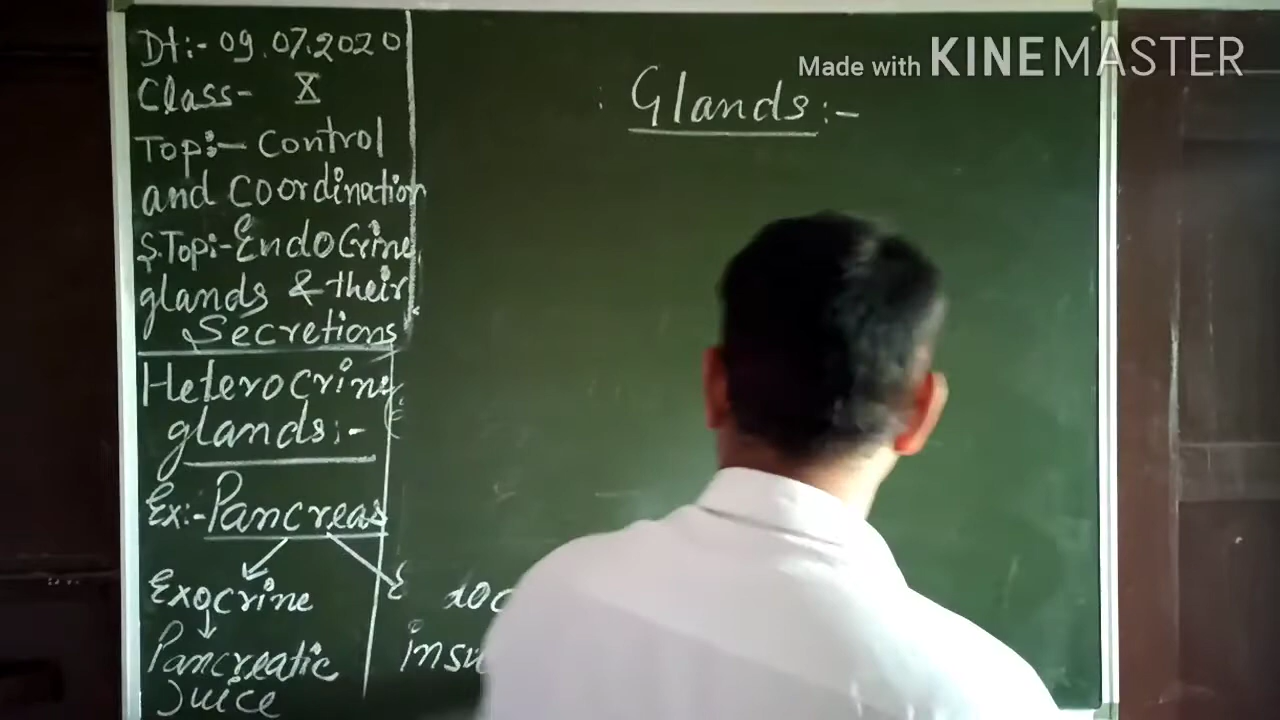 Dt:- 09.07.2020
Class- X
Top:- Control
and Coordination
S.Top:- Endocrine
glands & their
Secretions
Heterocrine
glands:-
Ex:- Pancreas
Exocrine
Pancreatic
Juice
Glands:-
Made with KINEMASTER